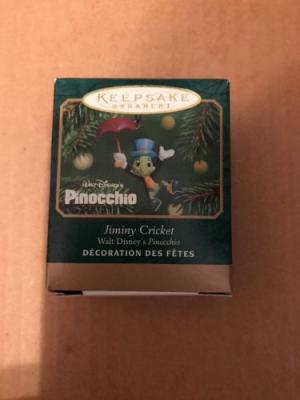 KEEPSAKE
ORNAMENT
WALT DISNEY'S
Pinocchio
Jiminy Cricket
Walt Disney's Pinocchio
DÉCORATION DES FÊTES